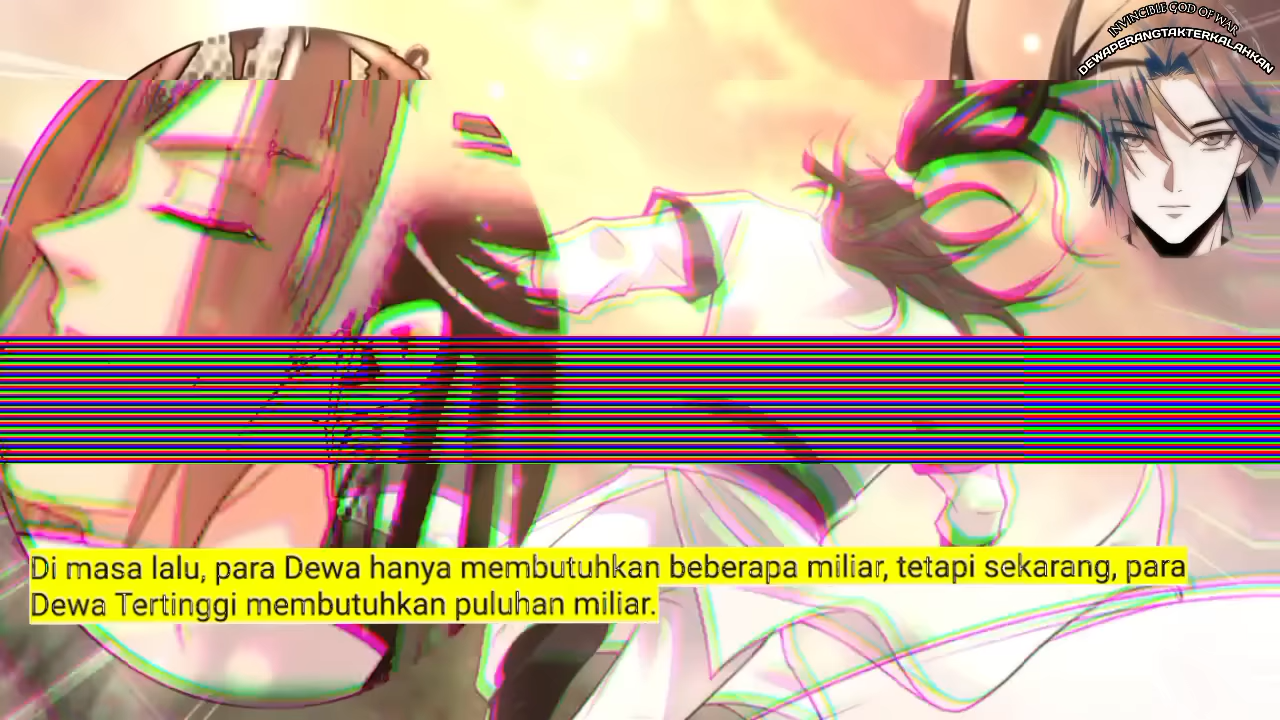 INVINCIBLE GOD OF WAR
DEWAPERANGTAKTERKALAHKAN
Di masa lalu, para Dewa hanya membutuhkan beberapa miliar, tetapi sekarang, para
Dewa Tertinggi membutuhkan puluhan miliar.